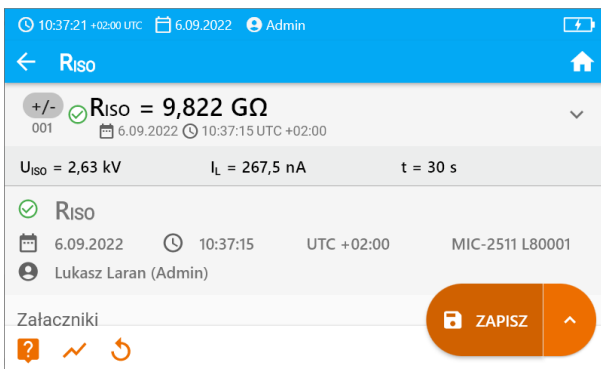 10:37:21 +02:00 UTC 6.09.2022 Admin
RISO
+/- RISO = 9,822 GΩ
001 6.09.2022 10:37:15 UTC +02:00
UISO = 2,63 kV IL = 267,5 nA t = 30 s
RISO
6.09.2022 10:37:15 UTC +02:00 MIC-2511 L80001
Lukasz Laran (Admin)
Załaczniki
ZAPISZ
?